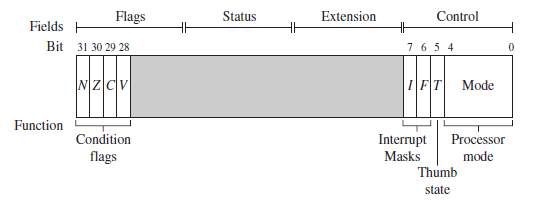 Fields Flags Status Extension Control
Bit 31 30 29 28 7 6 5 4 0
N Z C V I F T Mode
Function
Condition flags
Interrupt Masks
Thumb state
Processor mode